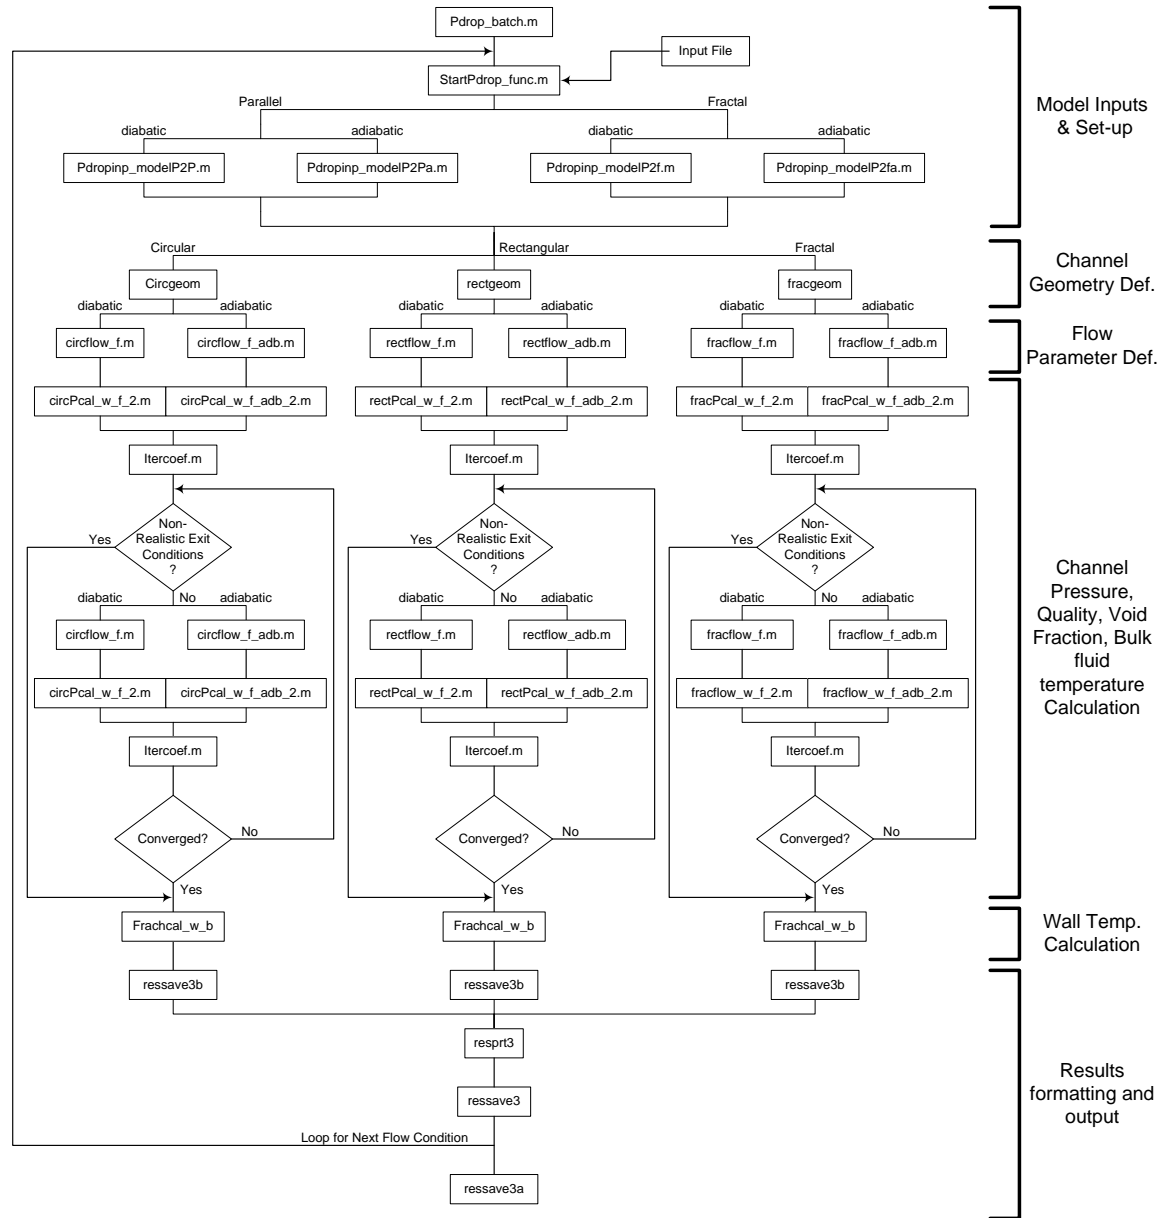 Pdrop_batch.m
Input File
StartPdrop_func.m
Parallel
Fractal
diabatic
adiabatic
diabatic
adiabatic
Pdropinp_modelP2P.m
Pdropinp_modelP2Pa.m
Pdropinp_modelP2f.m
Pdropinp_modelP2fa.m
Model Inputs
& Set-up
Circular
Rectangular
Fractal
Circgeom
rectgeom
fracgeom
Channel
Geometry Def.
diabatic
adiabatic
diabatic
adiabatic
diabatic
adiabatic
circflow_f.m
circflow_f_adb.m
rectflow_f.m
rectflow_adb.m
fracflow_f.m
fracflow_f_adb.m
Flow
Parameter Def.
circPcal_w_f_2.m
circPcal_w_f_adb_2.m
rectPcal_w_f_2.m
rectPcal_w_f_adb_2.m
fracPcal_w_f_2.m
fracPcal_w_f_adb_2.m
Itercoef.m
Itercoef.m
Itercoef.m
Non-
Realistic Exit
Conditions
?
Yes
No
Non-
Realistic Exit
Conditions
?
Yes
No
Non-
Realistic Exit
Conditions
?
Yes
No
diabatic
adiabatic
diabatic
adiabatic
diabatic
adiabatic
circflow_f.m
circflow_f_adb.m
rectflow_f.m
rectflow_adb.m
fracflow_f.m
fracflow_f_adb.m
circPcal_w_f_2.m
circPcal_w_f_adb_2.m
rectPcal_w_f_2.m
rectPcal_w_f_adb_2.m
fracflow_w_f_2.m
fracflow_w_f_adb_2.m
Itercoef.m
Itercoef.m
Itercoef.m
Channel
Pressure,
Quality, Void
Fraction, Bulk
fluid
temperature
Calculation
Converged?
No
Yes
Converged?
No
Yes
Converged?
No
Yes
Frachcal_w_b
Frachcal_w_b
Frachcal_w_b
Wall Temp.
Calculation
ressave3b
ressave3b
ressave3b
resprt3
ressave3
Loop for Next Flow Condition
ressave3a
Results
formatting and
output